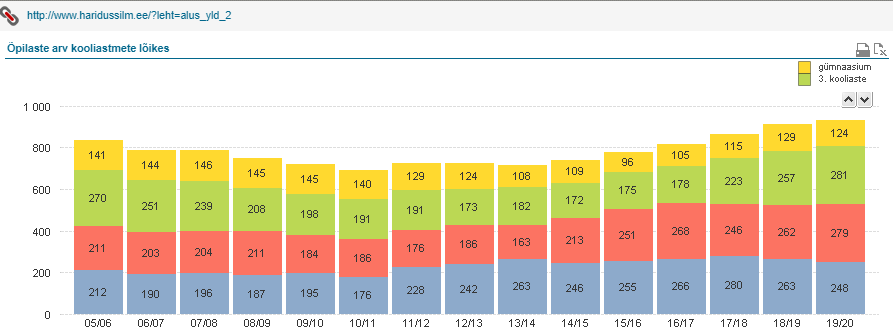 http://www.haridussilm.ee/?leht=alus_yld_2
Õpilaste arv kooliastmete lõikes
gümnaasium
3. kooliaste
1 000
800
600
400
200
0
141 144 146 145 145 140 129 124 108 109 96 105 115 129 124
270 251 239 208 198 191 191 173 182 172 175 178 223 257 281
211 203 204 211 184 186 176 186 163 213 251 268 246 262 279
212 190 196 187 195 176 228 242 263 246 255 266 280 263 248
05/06 06/07 07/08 08/09 09/10 10/11 11/12 12/13 13/14 14/15 15/16 16/17 17/18 18/19 19/20